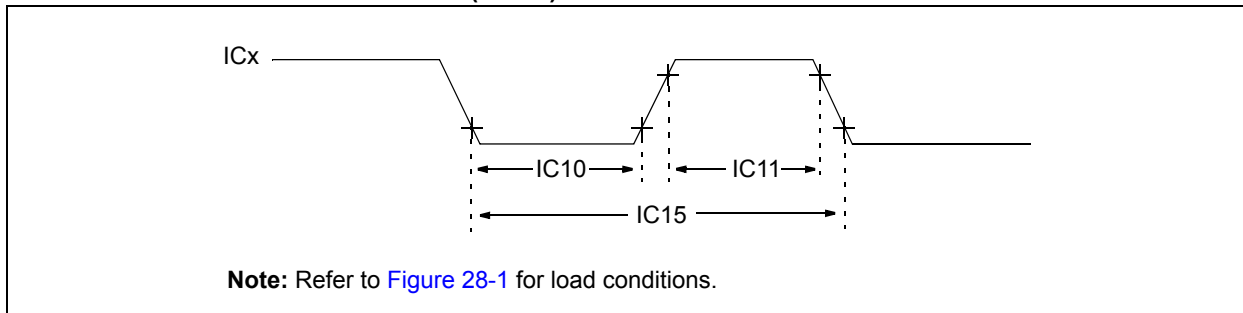 ICx
IC10
IC11
IC15
Note: Refer to Figure 28-1 for load conditions.